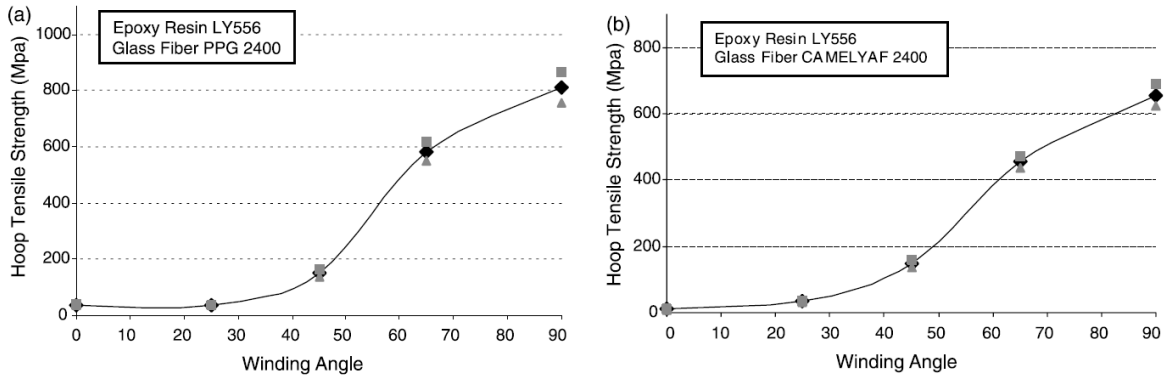 (a)
Epoxy Resin LY556
Glass Fiber PPG 2400
Hoop Tensile Strength (Mpa)
1000
800
600
400
200
0
0 10 20 30 40 50 60 70 80 90
Winding Angle
(b)
Epoxy Resin LY556
Glass Fiber CAMELYAF 2400
Hoop Tensile Strength (Mpa)
800
600
400
200
0
0 10 20 30 40 50 60 70 80 90
Winding Angle